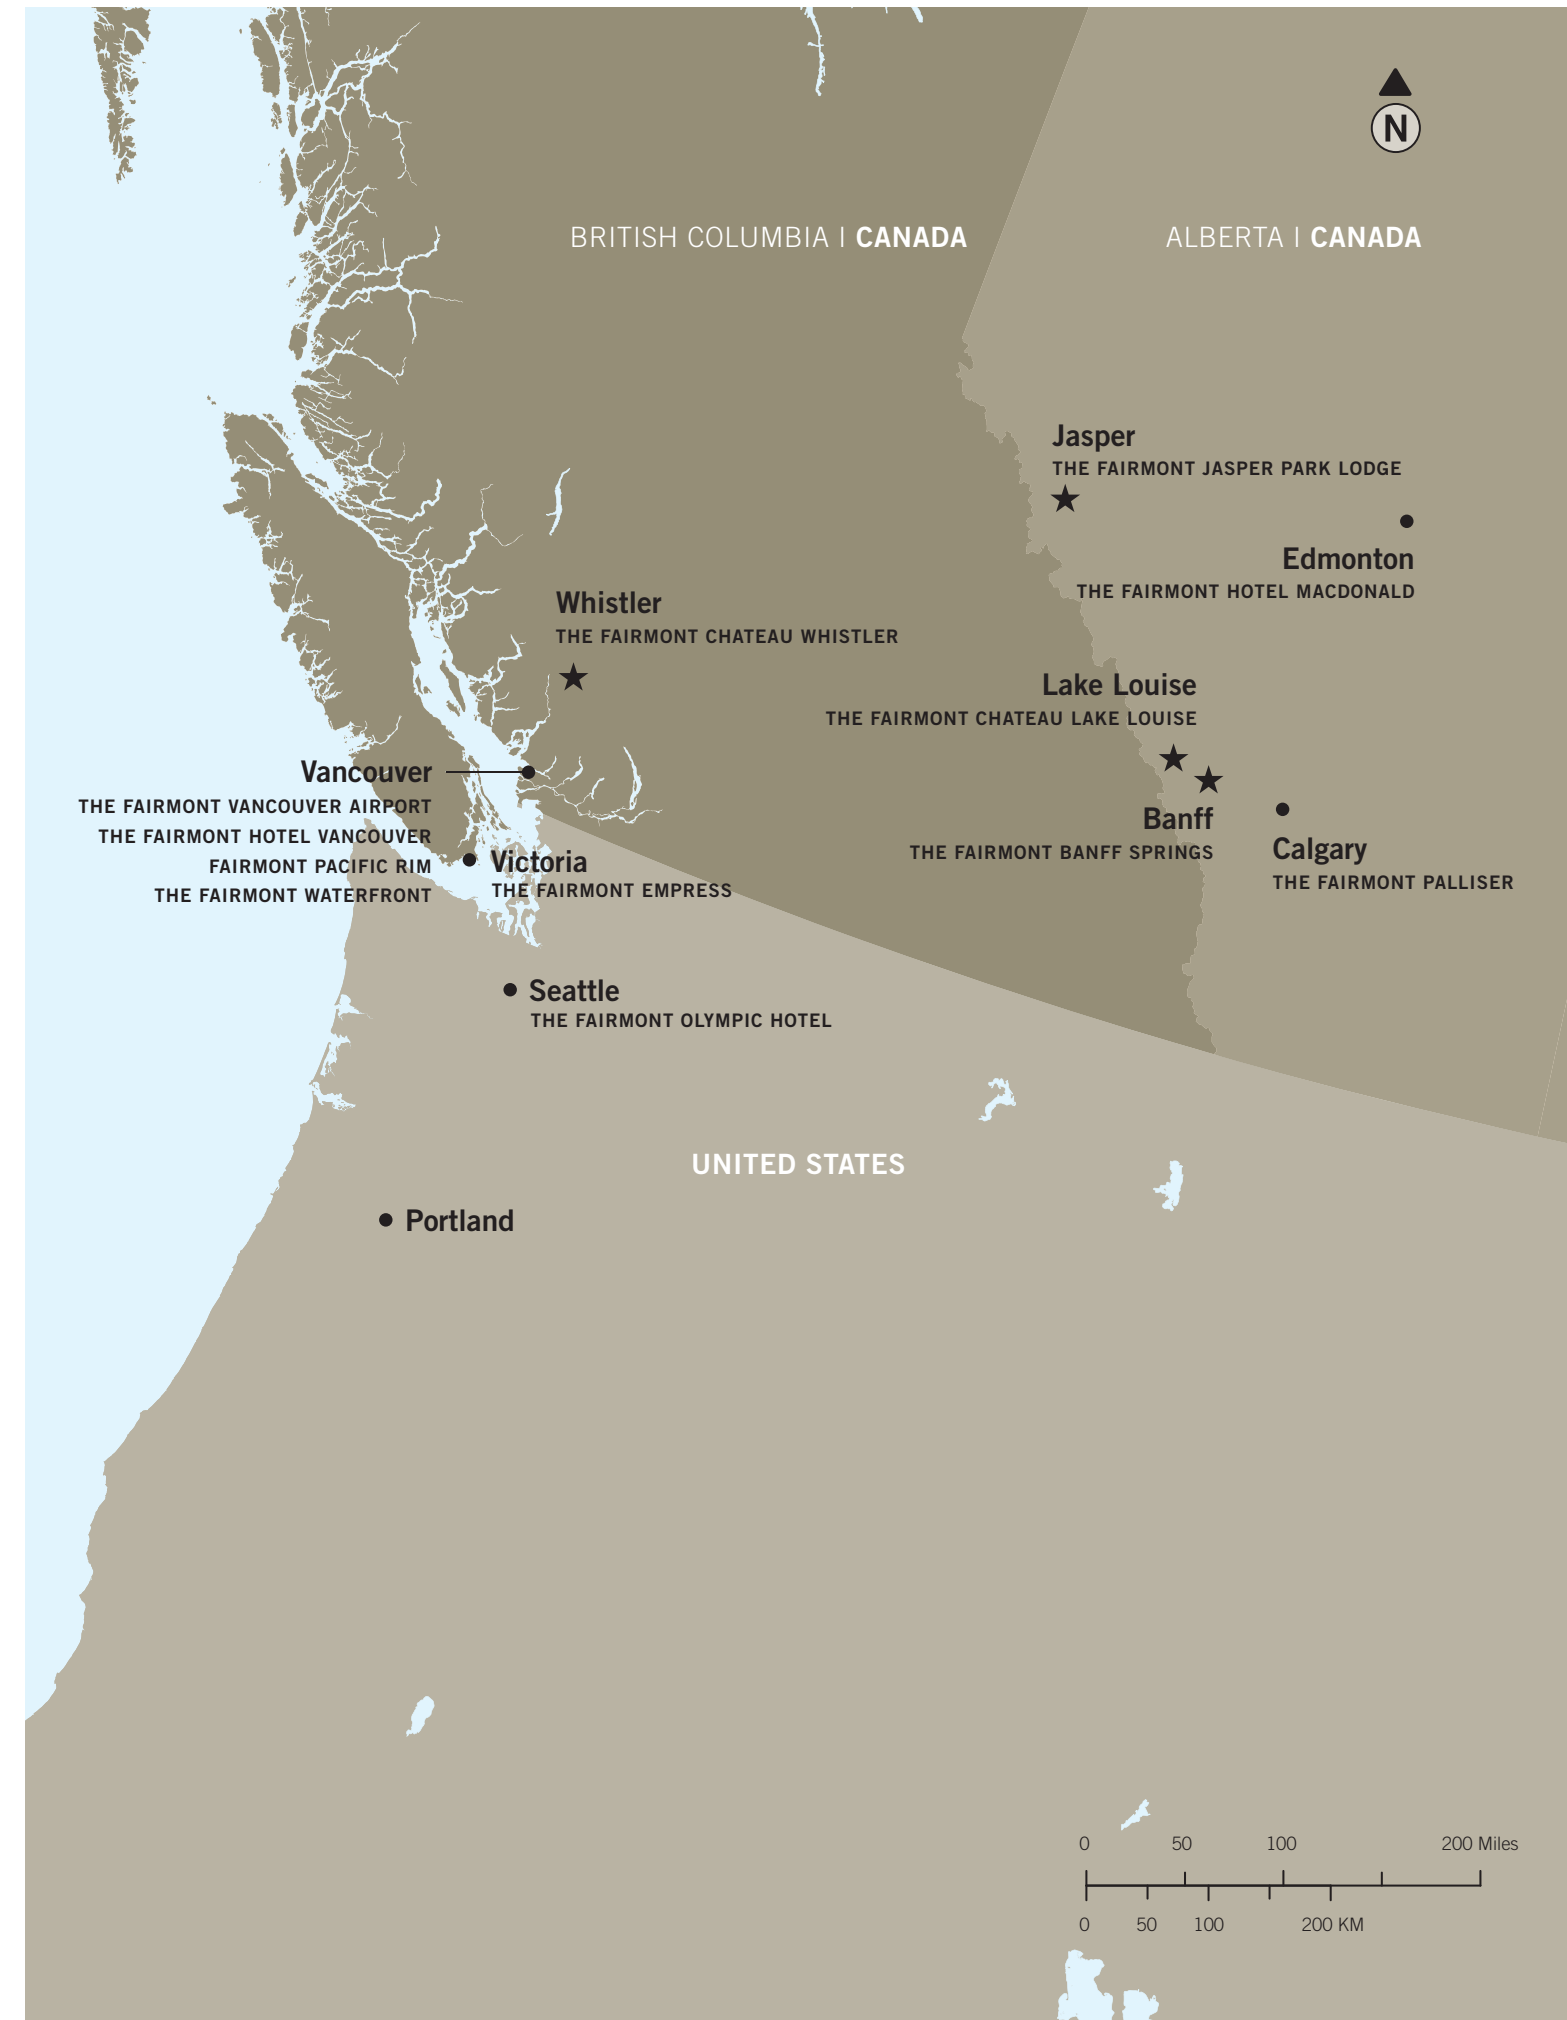 N
BRITISH COLUMBIA | CANADA
ALBERTA | CANADA
Jasper
THE FAIRMONT JASPER PARK LODGE
Edmonton
THE FAIRMONT HOTEL MACDONALD
Whistler
THE FAIRMONT CHATEAU WHISTLER
Lake Louise
THE FAIRMONT CHATEAU LAKE LOUISE
Vancouver
THE FAIRMONT VANCOUVER AIRPORT
THE FAIRMONT HOTEL VANCOUVER
FAIRMONT PACIFIC RIM
THE FAIRMONT WATERFRONT
Banff
THE FAIRMONT BANFF SPRINGS
Calgary
THE FAIRMONT PALLISER
Victoria
THE FAIRMONT EMPRESS
Seattle
THE FAIRMONT OLYMPIC HOTEL
UNITED STATES
Portland
0 50 100 200 Miles
0 50 100 200 KM